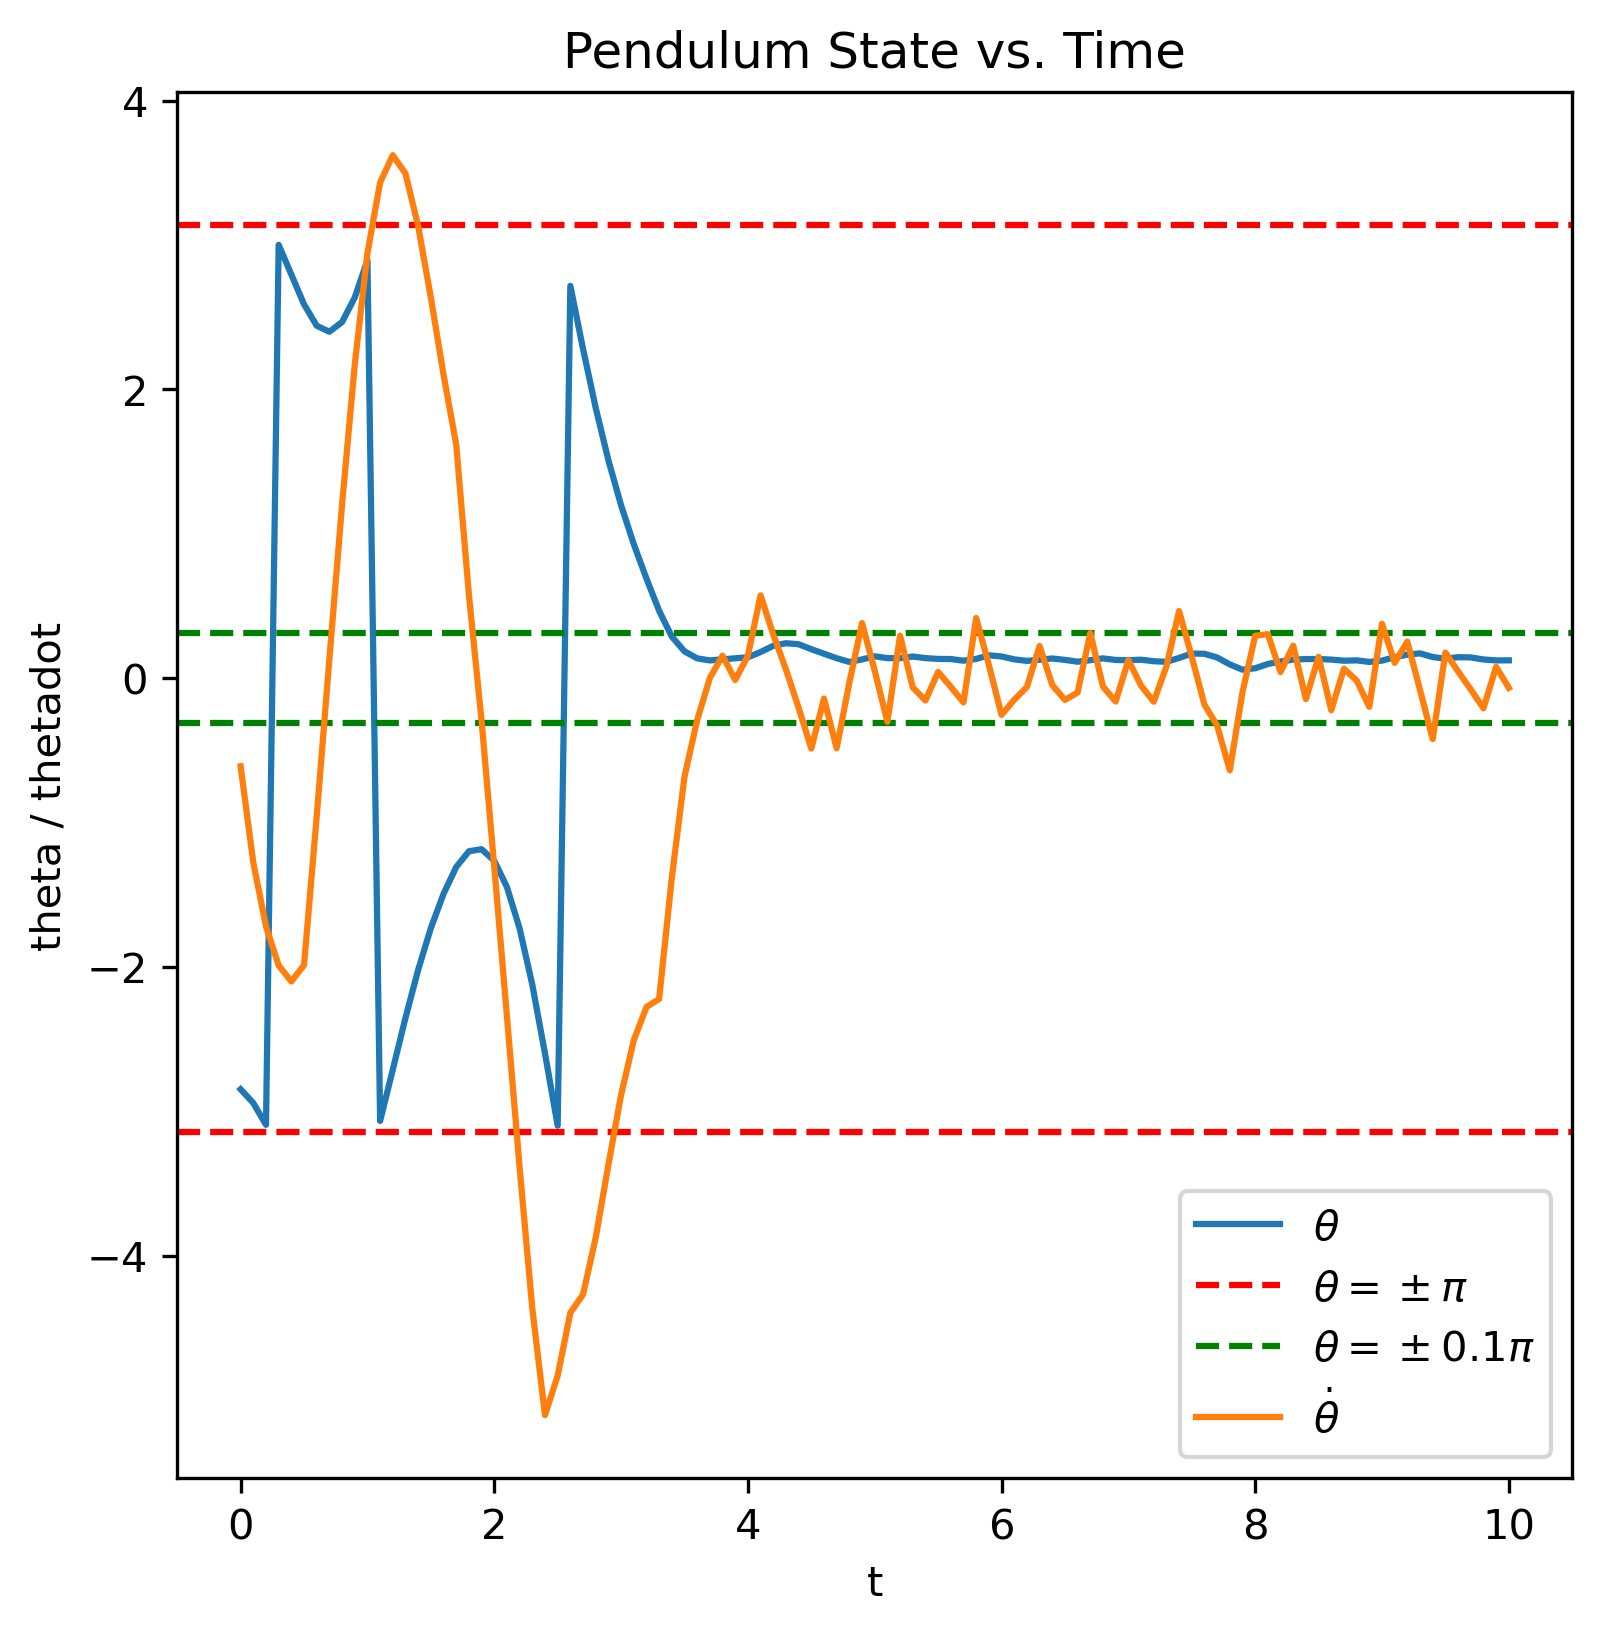 Pendulum State vs. Time
theta / thetadot
4
2
0
−2
−4
0 2 4 6 8 10
t
θ
θ = ± π
θ = ± 0.1π
θ̇